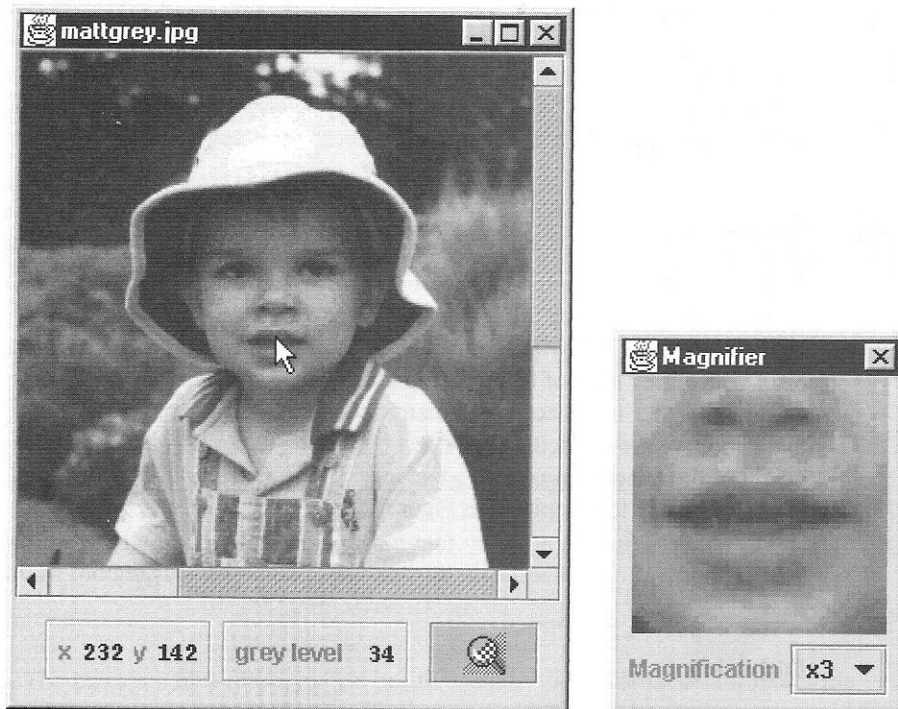 mattgrey.jpg
Magnifier
x 232 y 142
grey level 34
Magnification x3